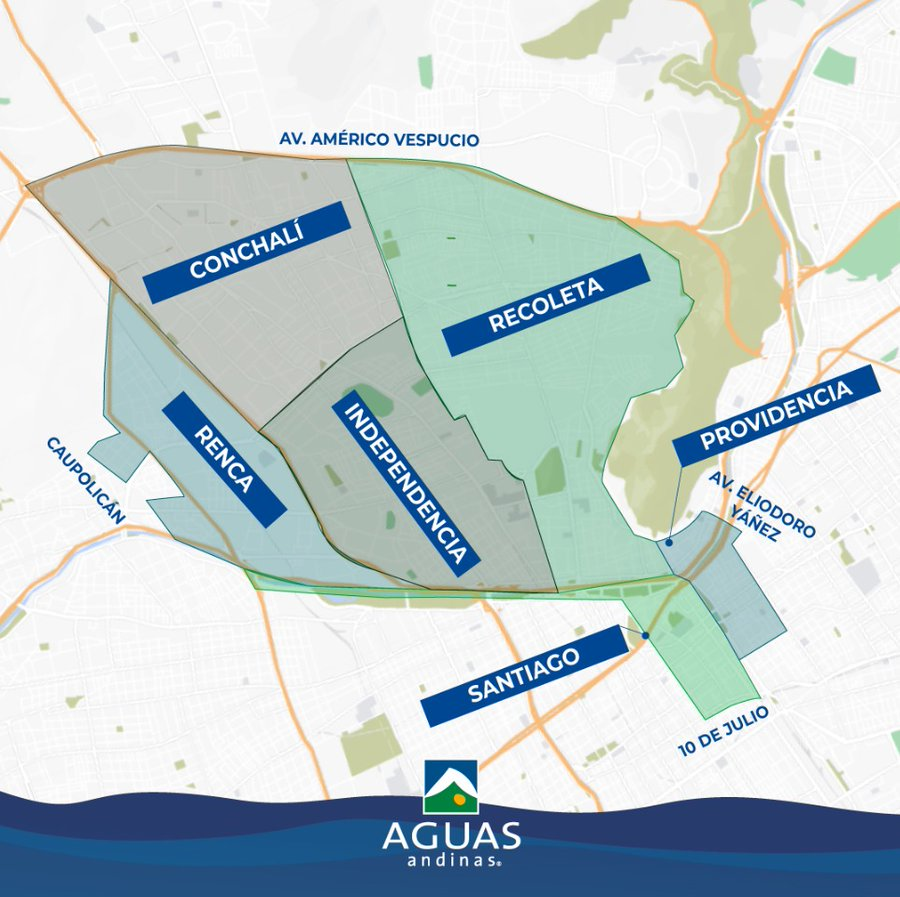 AV. AMÉRICO VESPUCIO
CONCHALÍ
RECOLETA
PROVIDENCIA
RENCA
INDEPENDENCIA
CAUPOLICÁN
AV. ELIODORO
YÁÑEZ
SANTIAGO
10 DE JULIO
AGUAS
andinas®